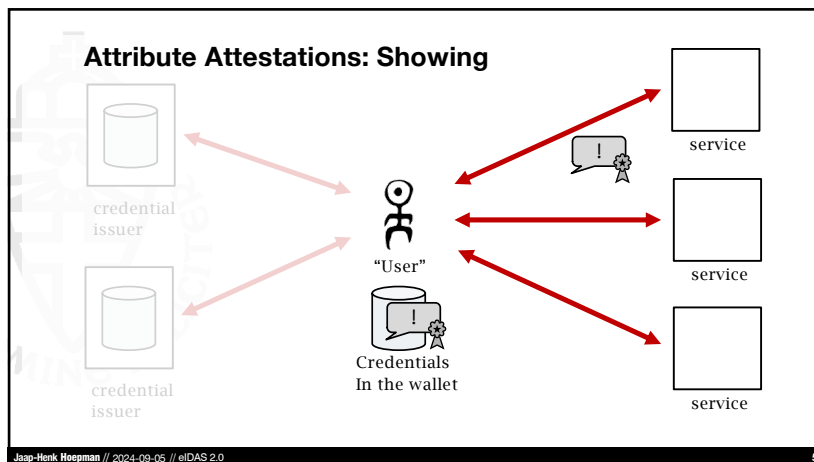 Attribute Attestations: Showing
credential
issuer
credential
issuer
!
"User"
!
Credentials
In the wallet
service
service
service
Jaap-Henk Hoepman // 2024-09-05 // eIDAS 2.0